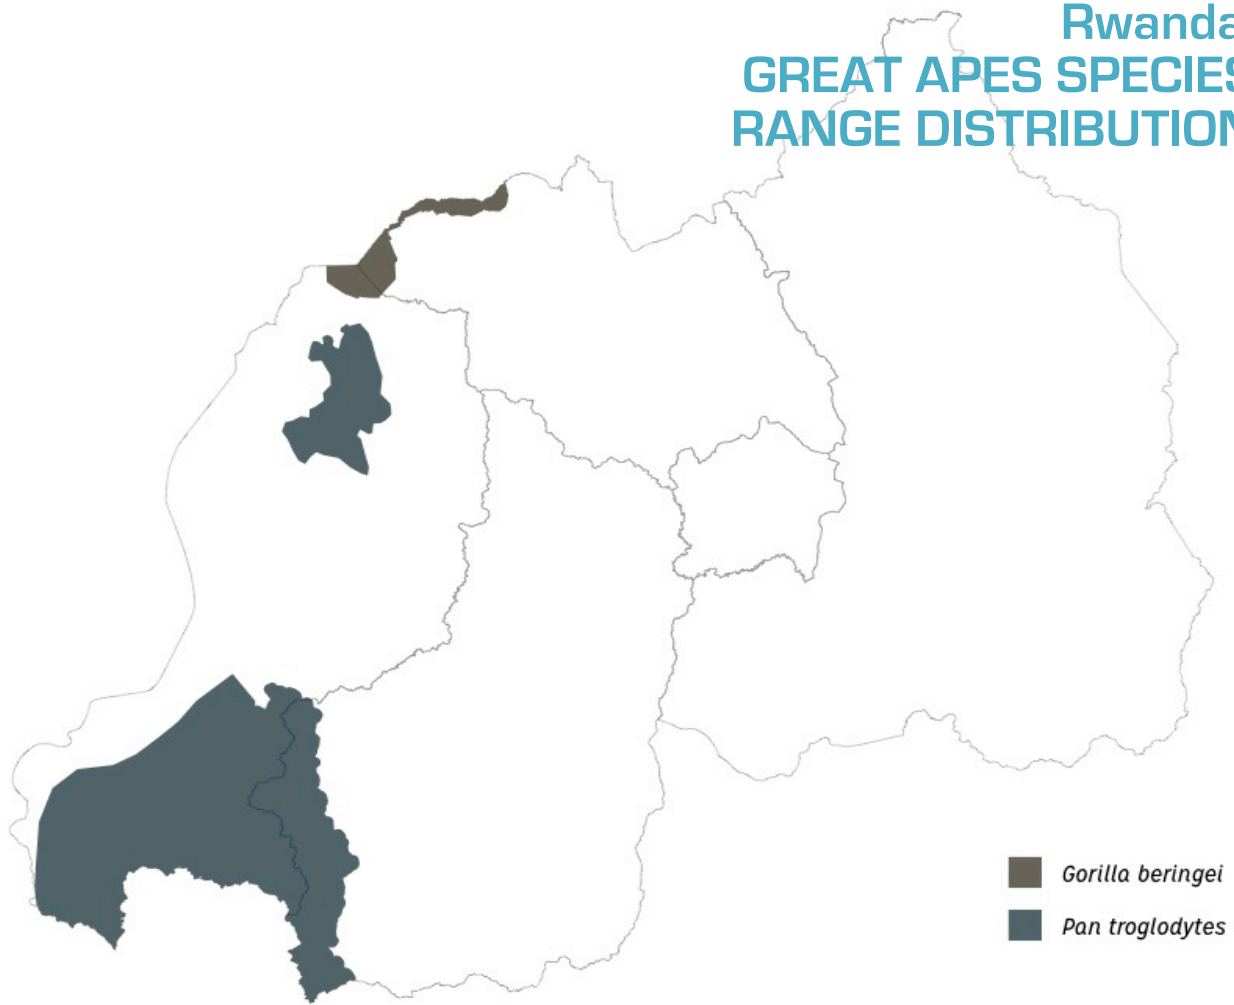 Rwanda
GREAT APES SPECIES
RANGE DISTRIBUTION
Gorilla beringei
Pan troglodytes